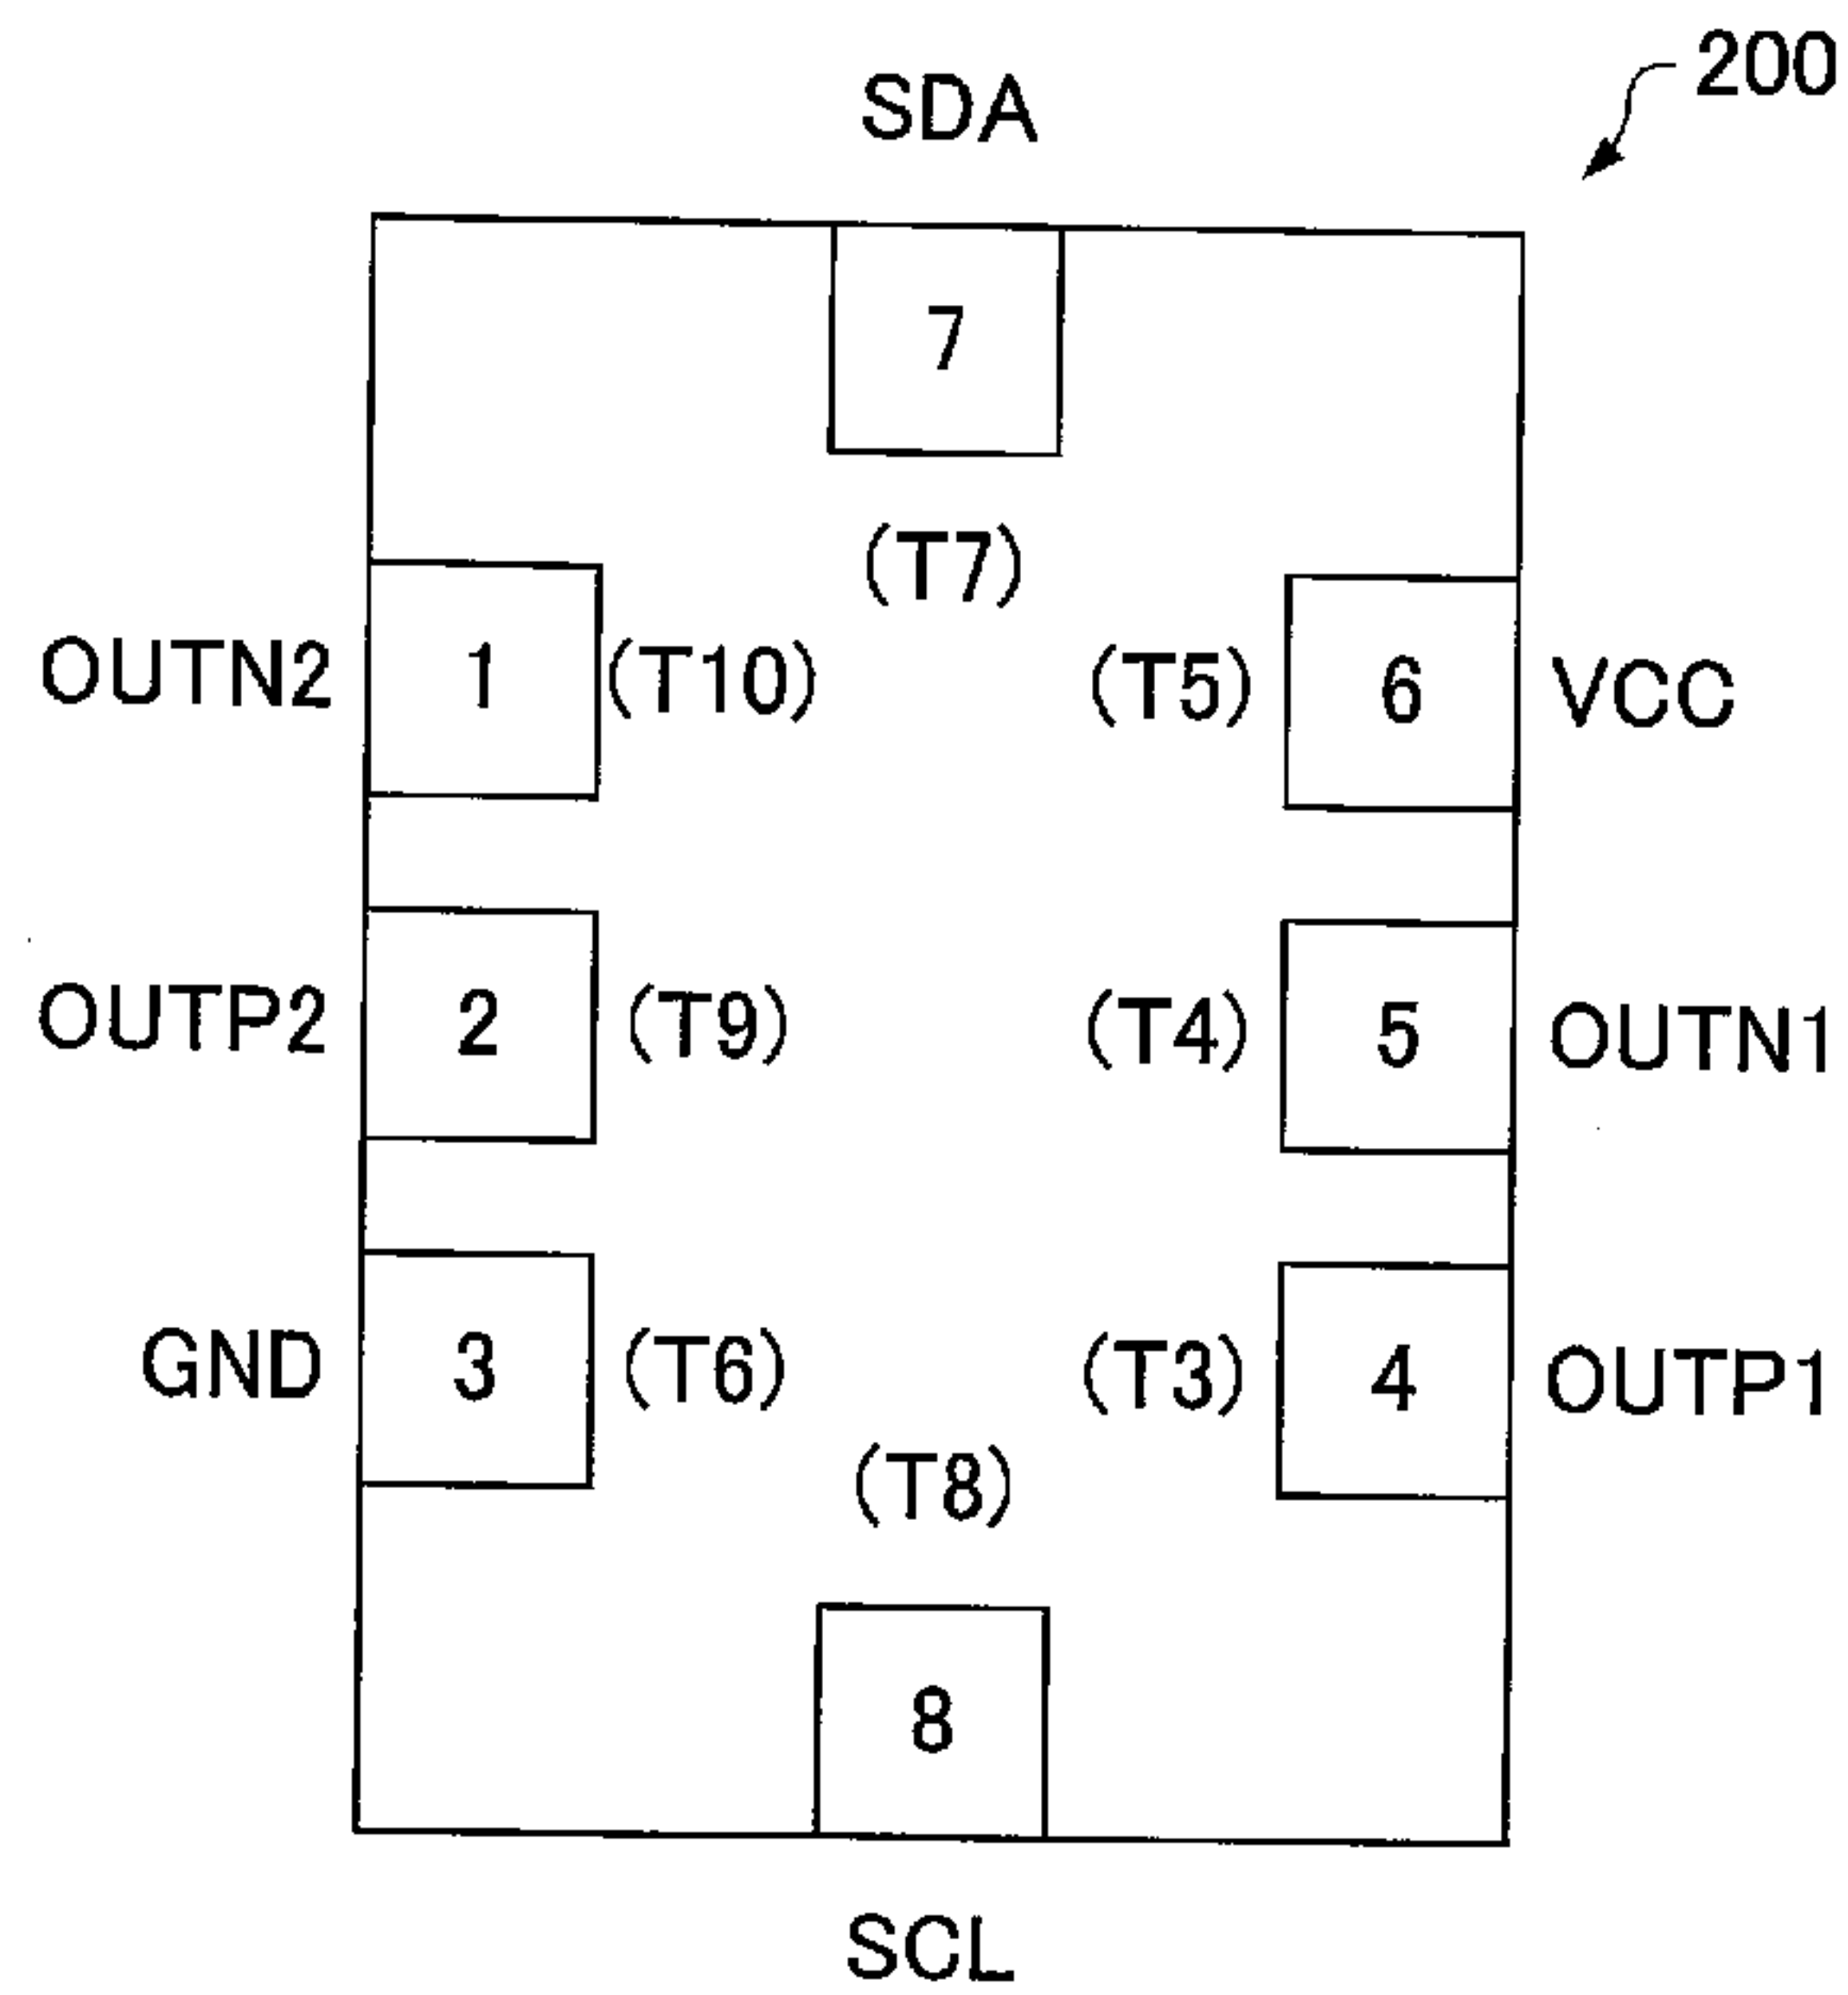 200
SDA
7
(T7)
OUTN2 1 (T10) (T5) 6 VCC
OUTP2 2 (T9) (T4) 5 OUTN1
GND 3 (T6) (T3) 4 OUTP1
(T8)
8
SCL